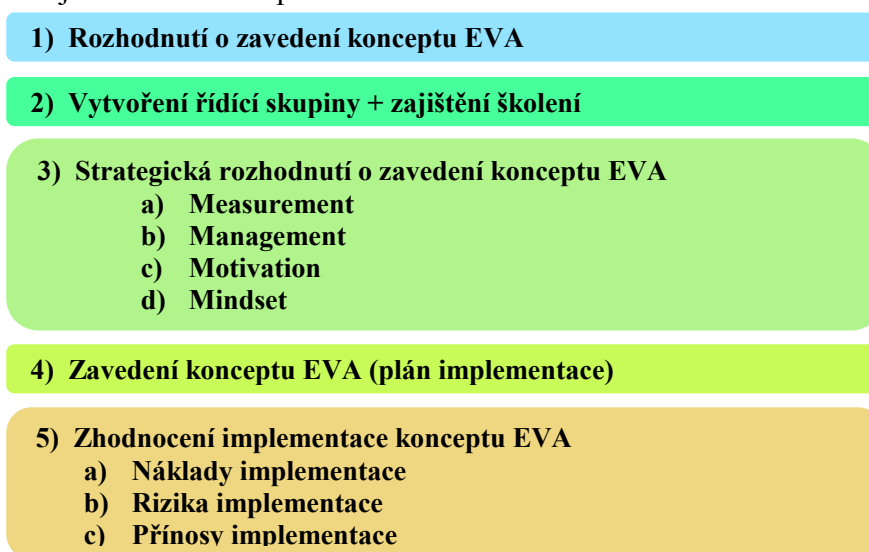 1) Rozhodnutí o zavedení konceptu EVA
2) Vytvoření řídící skupiny + zajištění školení
3) Strategická rozhodnutí o zavedení konceptu EVA
a) Measurement
b) Management
c) Motivation
d) Mindset
4) Zavedení konceptu EVA (plán implementace)
5) Zhodnocení implementace konceptu EVA
a) Náklady implementace
b) Rizika implementace
c) Přínosy implementace